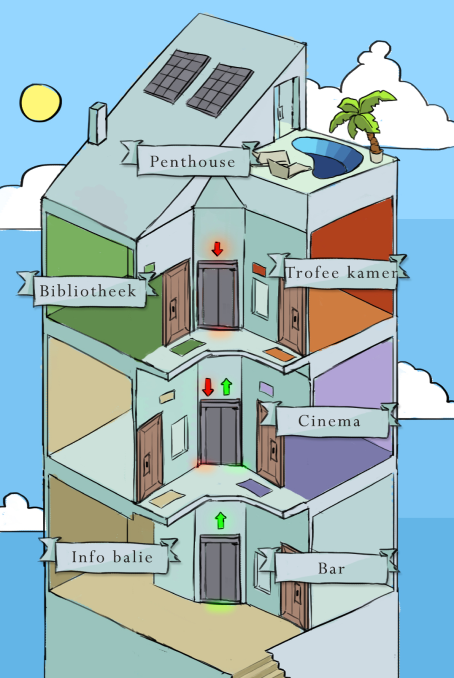 Penthouse
Bibliotheek
Trofee kamer
Cinema
Info balie
Bar